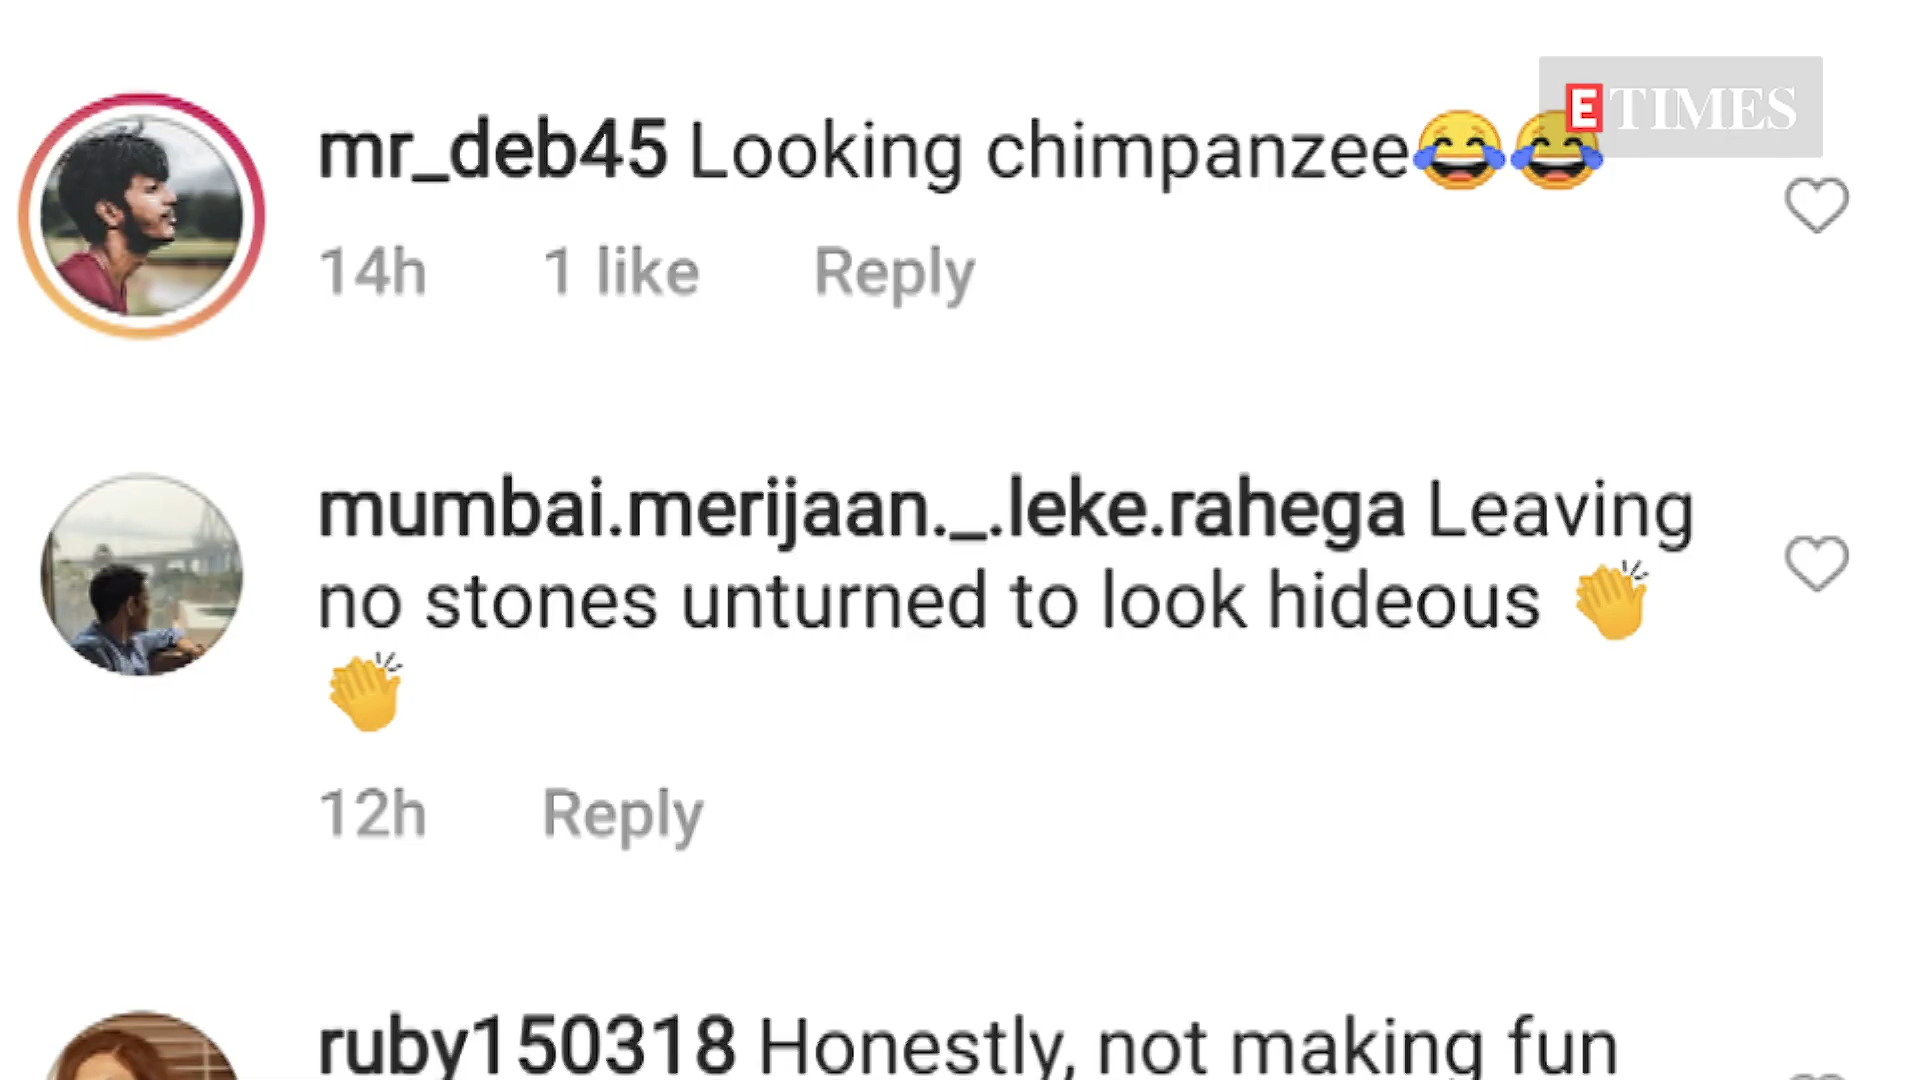 E TIMES
mr_deb45 Looking chimpanzee😂😂
14h 1 like Reply
mumbai.merijaan._.leke.rahega Leaving
no stones unturned to look hideous 👏
👏
12h Reply
ruby150318 Honestly, not making fun